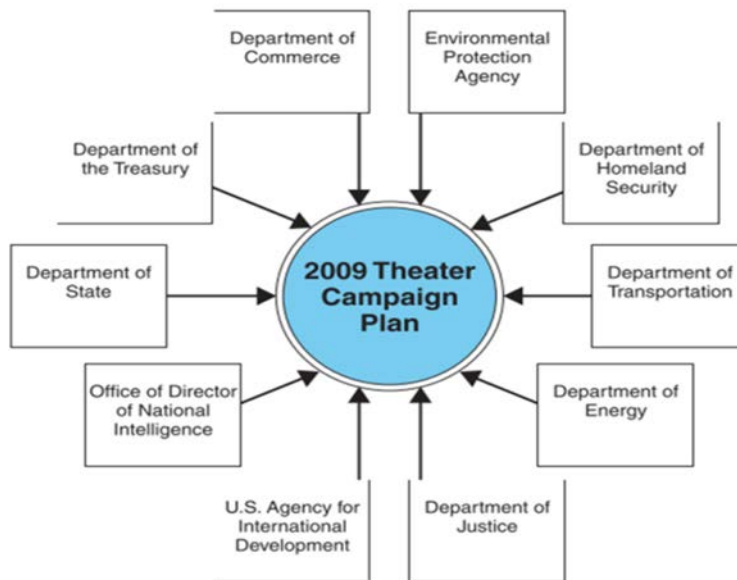 Department of
Commerce
Environmental
Protection
Agency
Department of
the Treasury
Department of
Homeland
Security
Department of
State
2009 Theater
Campaign
Plan
Department of
Transportation
Office of Director
of National
Intelligence
Department of
Energy
U.S. Agency for
International
Development
Department of
Justice